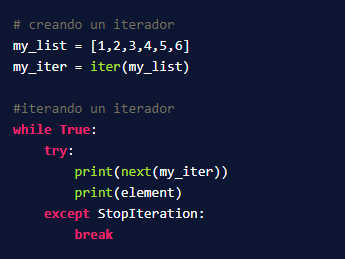 # creando un iterador
my_list = [1,2,3,4,5,6]
my_iter = iter(my_list)

#iterando un iterador
while True:
    try:
        print(next(my_iter))
        print(element)
    except StopIteration:
        break